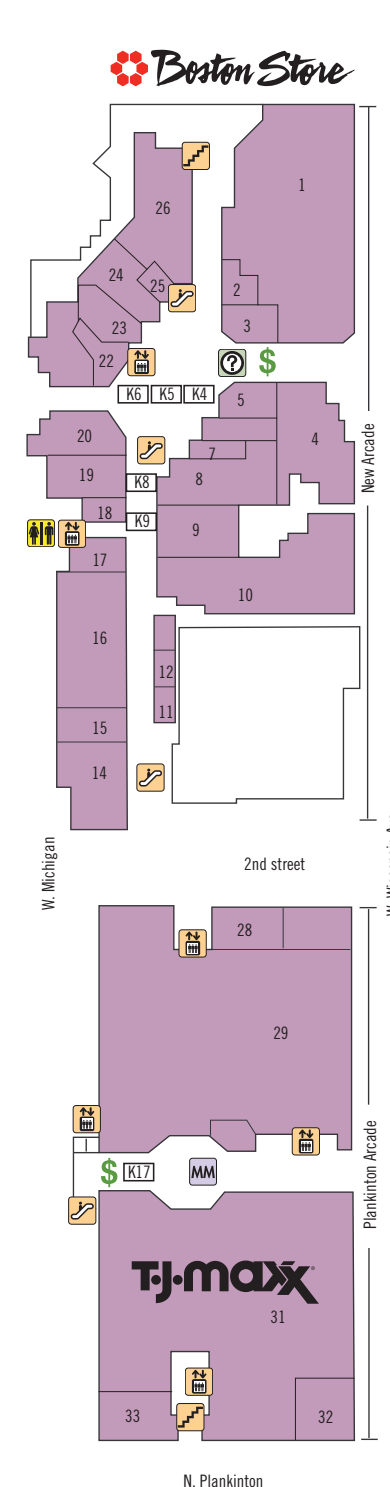 Boston Store
1
26
24
25
2
23
3
22
?
$
K6 K5 K4
5
20
4
7
New Arcade
19
8
K8
18
K9
9
17
10
16
12
11
15
14
W. Michigan
2nd street
28
29
Plankinton Arcade
$
K17
MM
T•J•maxx
31
33
32
N. Plankinton